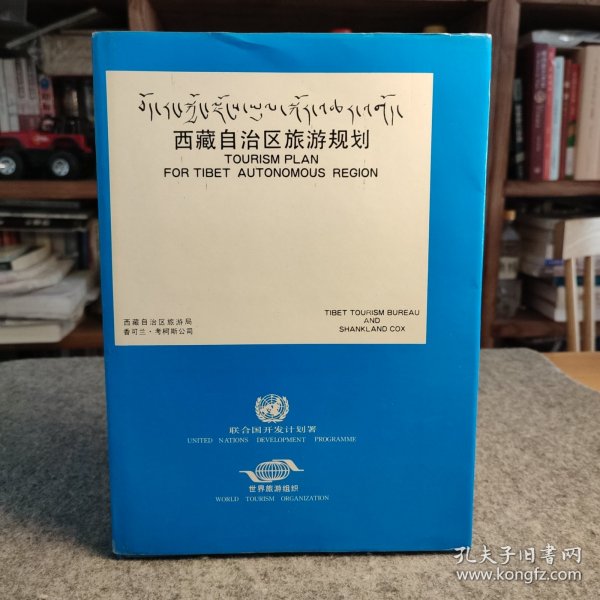 西藏自治区旅游规划
TOURISM PLAN
FOR TIBET AUTONOMOUS REGION
西藏自治区旅游局
香可兰·考柯斯公司
TIBET TOURISM BUREAU
AND
SHANKLAND COX
联合国开发计划署
UNITED NATIONS DEVELOPMENT PROGRAMME
世界旅游组织
WORLD TOURISM ORGANIZATION
孔夫子旧书网
www.kongfz.com